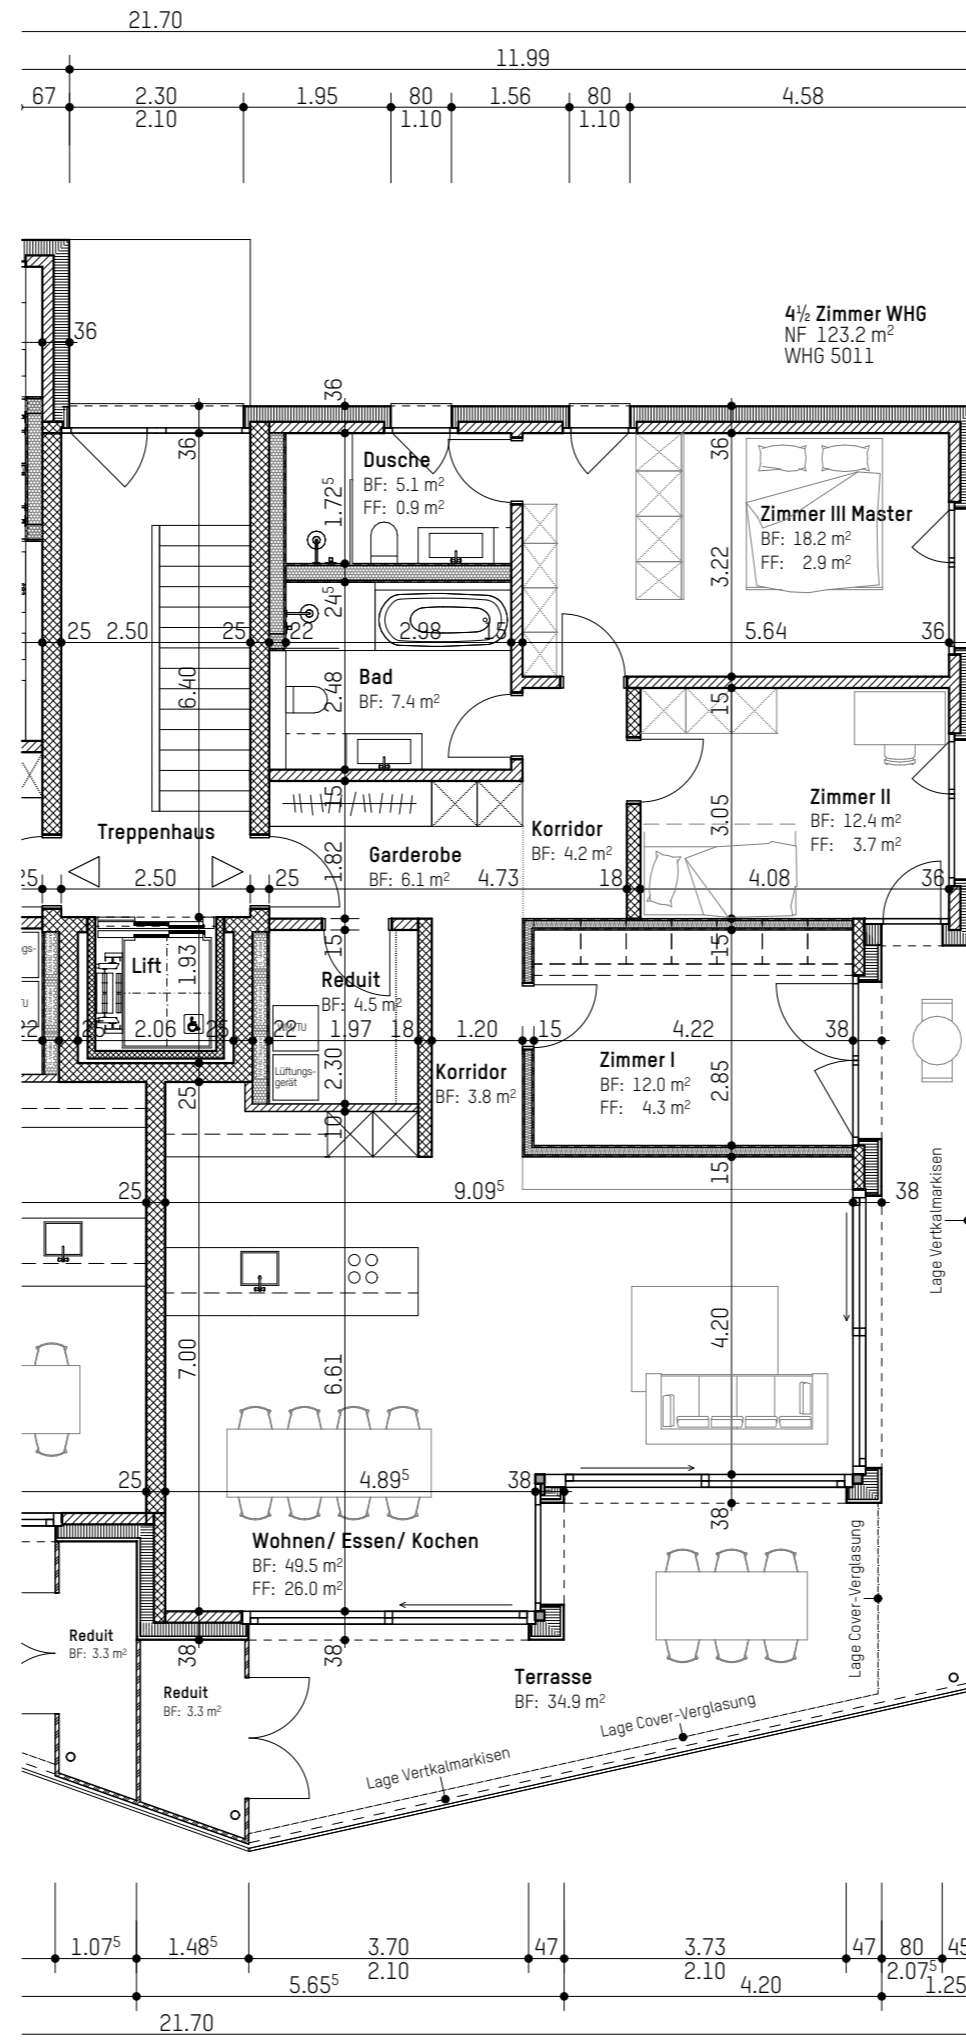 21.70
11.99
67 2.30 1.95 80 1.56 80 4.58
2.10 1.10 1.10
36
4½ Zimmer WHG
NF 123.2 m²
WHG 5011
36
36
36
Dusche
BF: 5.1 m²
FF: 0.9 m²
1.72⁵
Zimmer III Master
BF: 18.2 m²
FF: 2.9 m²
3.22
24⁵
25 2.50 25 22 2.98 15 5.64 36
6.40
Bad
BF: 7.4 m²
2.48
15
15
Zimmer II
BF: 12.4 m²
FF: 3.7 m²
3.05
Treppenhaus
Korridor
BF: 4.2 m²
Garderobe
BF: 6.1 m²
1.82
25 2.50 25 4.73 18 4.08 36
15
15
Lift
1.93
Reduit
BF: 4.5 m²
22 25 2.06 25 22 1.97 18 1.20 15 4.22 38
WM/TU
Lüftungs-
gerät
2.30
Korridor
BF: 3.8 m²
Zimmer I
BF: 12.0 m²
FF: 4.3 m²
2.85
25
10
15
25 9.09⁵ 38
Lage Vertkalmarkisen
7.00
6.61
4.20
25 4.89⁵ 38
38
Wohnen/ Essen/ Kochen
BF: 49.5 m²
FF: 26.0 m²
Lage Cover-Verglasung
38
38
Reduit
BF: 3.3 m²
Reduit
BF: 3.3 m²
Terrasse
BF: 34.9 m²
Lage Cover-Verglasung
Lage Vertkalmarkisen
1.07⁵ 1.48⁵ 3.70 47 3.73 47 80 45
2.10 2.10 2.07⁵
5.65⁵ 4.20 1.25
21.70